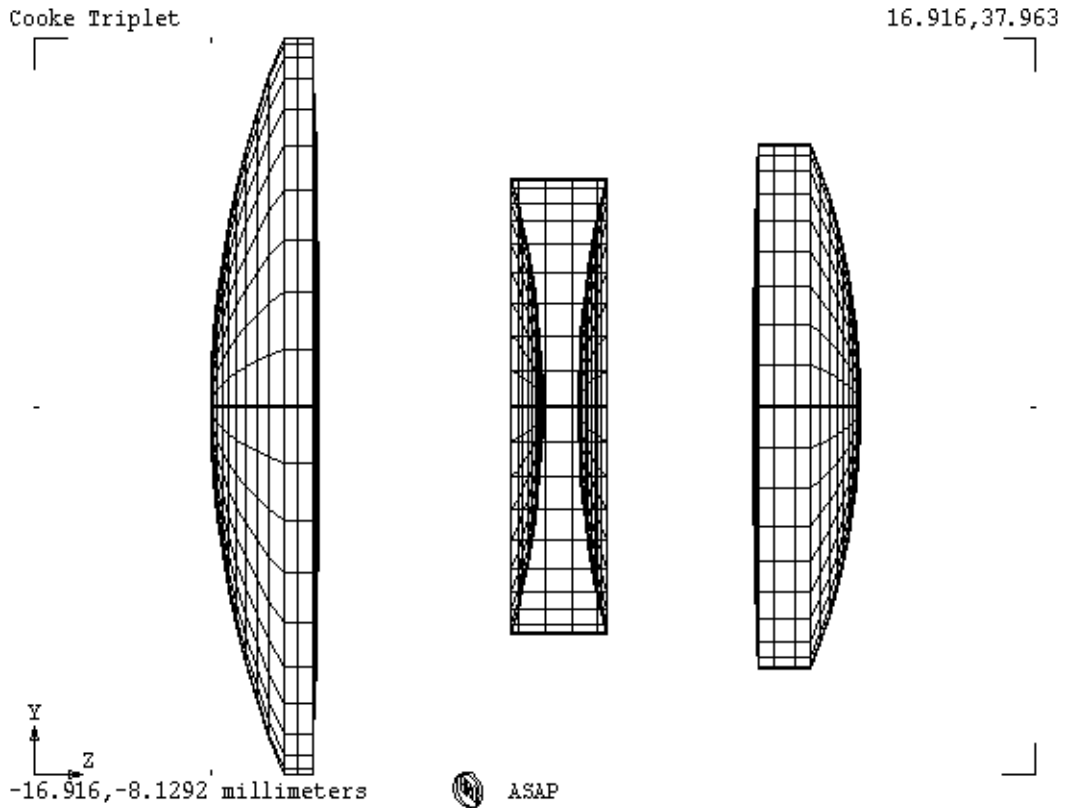 Cooke Triplet
16.916,37.963
Y
Z
-16.916,-8.1292 millimeters
ASAP